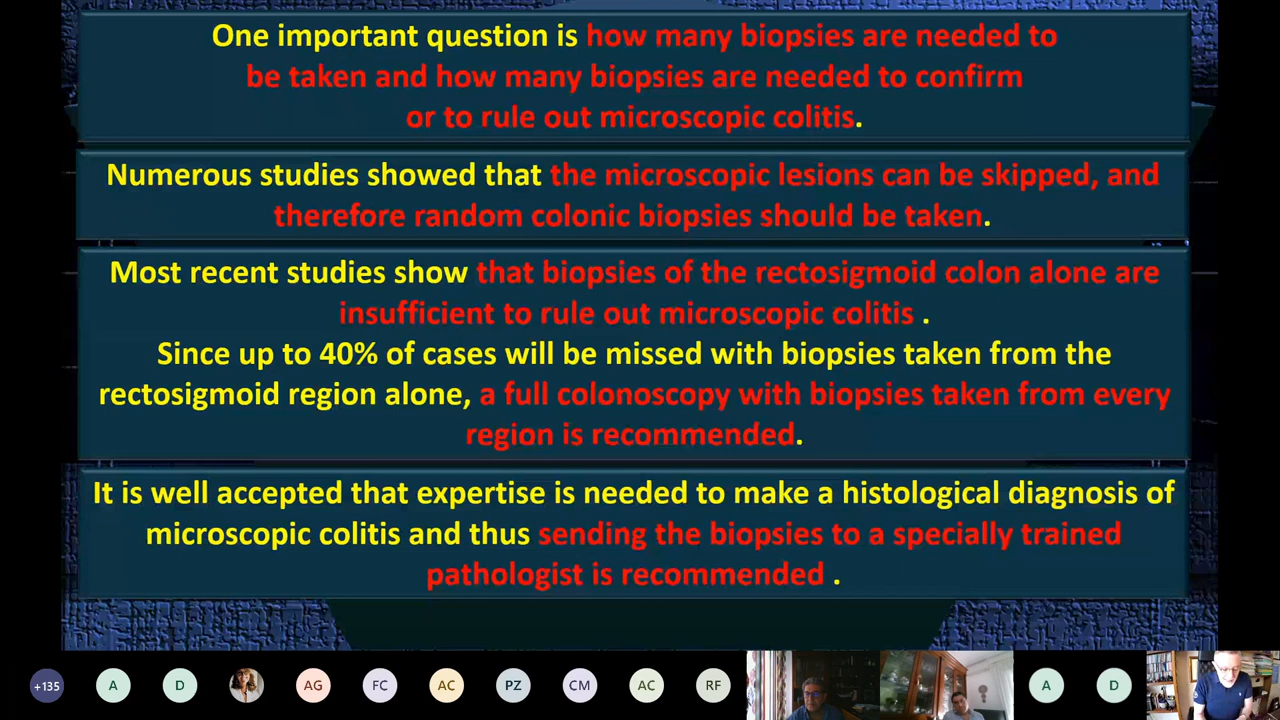 One important question is how many biopsies are needed to
be taken and how many biopsies are needed to confirm
or to rule out microscopic colitis.
Numerous studies showed that the microscopic lesions can be skipped, and
therefore random colonic biopsies should be taken.
Most recent studies show that biopsies of the rectosigmoid colon alone are
insufficient to rule out microscopic colitis .
Since up to 40% of cases will be missed with biopsies taken from the
rectosigmoid region alone, a full colonoscopy with biopsies taken from every
region is recommended.
It is well accepted that expertise is needed to make a histological diagnosis of
microscopic colitis and thus sending the biopsies to a specially trained
pathologist is recommended .
+135 A D AG FC AC PZ CM AC RF A D